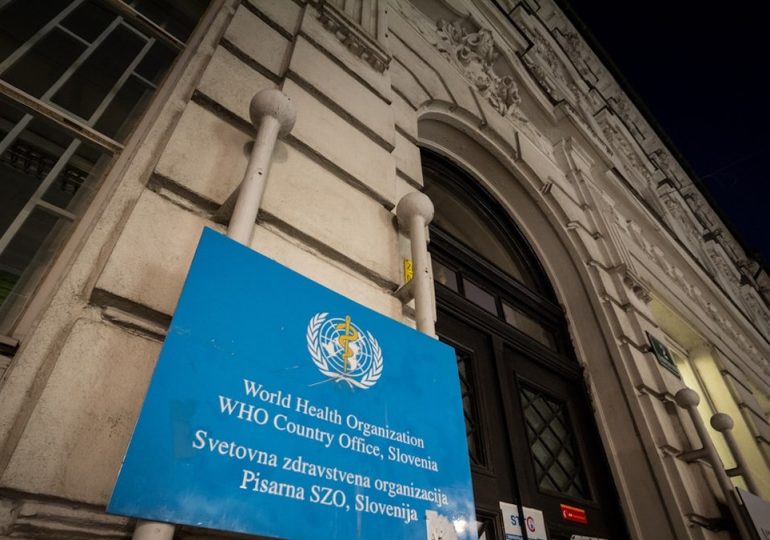 World Health Organization
WHO Country Office, Slovenia
Svetovna zdravstvena organizacija
Pisarna SZO, Slovenija